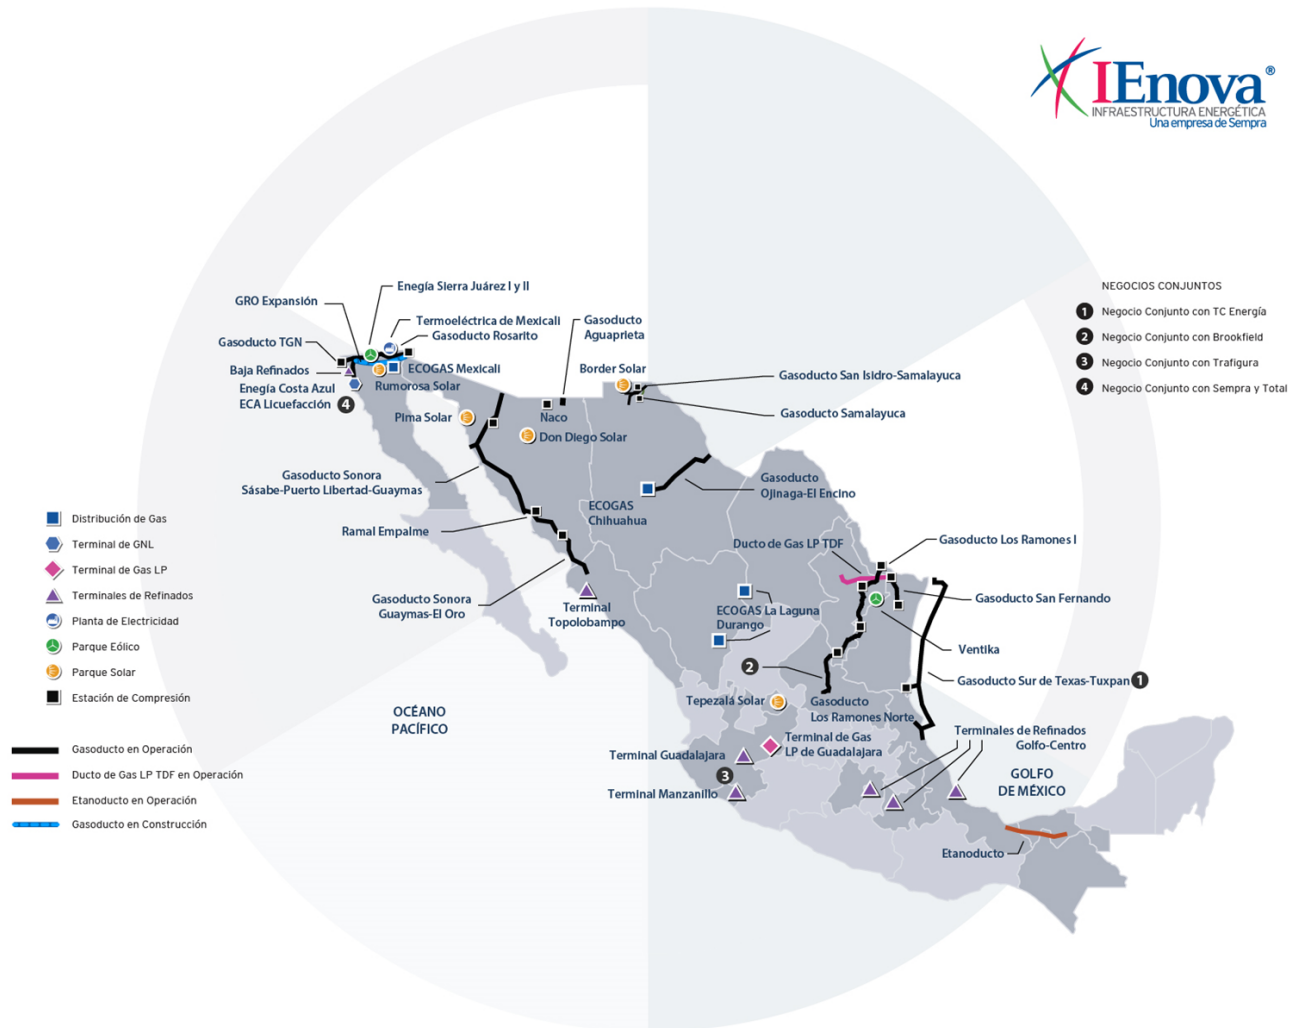 IEnova®
INFRAESTRUCTURA ENERGÉTICA
Una empresa de Sempra
NEGOCIOS CONJUNTOS
1 Negocio Conjunto con TC Energía
2 Negocio Conjunto con Brookfield
3 Negocio Conjunto con Trafigura
4 Negocio Conjunto con Sempra y Total
Enegía Sierra Juárez I y II
GRO Expansión
Termoeléctrica de Mexicali
Gasoducto Rosarito
Gasoducto TGN
Baja Refinados
ECOGAS Mexicali
Enegía Costa Azul
ECA Licuefacción 4
Rumorosa Solar
Gasoducto
Aguaprieta
Border Solar
Gasoducto San Isidro-Samalayuca
Gasoducto Samalayuca
Pima Solar
Naco
Don Diego Solar
Gasoducto Sonora
Sásabe-Puerto Libertad-Guaymas
Gasoducto
Ojinaga-El Encino
ECOGAS
Chihuahua
Ramal Empalme
Ducto de Gas LP TDF
Gasoducto Los Ramones I
Gasoducto San Fernando
Gasoducto Sonora
Guaymas-El Oro
Terminal
Topolobampo
ECOGAS La Laguna
Durango
Ventika
2
Gasoducto Sur de Texas-Tuxpan 1
Tepezalá Solar
Gasoducto
Los Ramones Norte
Terminales de Refinados
Golfo-Centro
Terminal de Gas
LP de Guadalajara
Terminal Guadalajara
3
Terminal Manzanillo
OCÉANO
PACÍFICO
GOLFO
DE MÉXICO
Etanoducto
Distribución de Gas
Terminal de GNL
Terminal de Gas LP
Terminales de Refinados
Planta de Electricidad
Parque Eólico
Parque Solar
Estación de Compresión
Gasoducto en Operación
Ducto de Gas LP TDF en Operación
Etanoducto en Operación
Gasoducto en Construcción